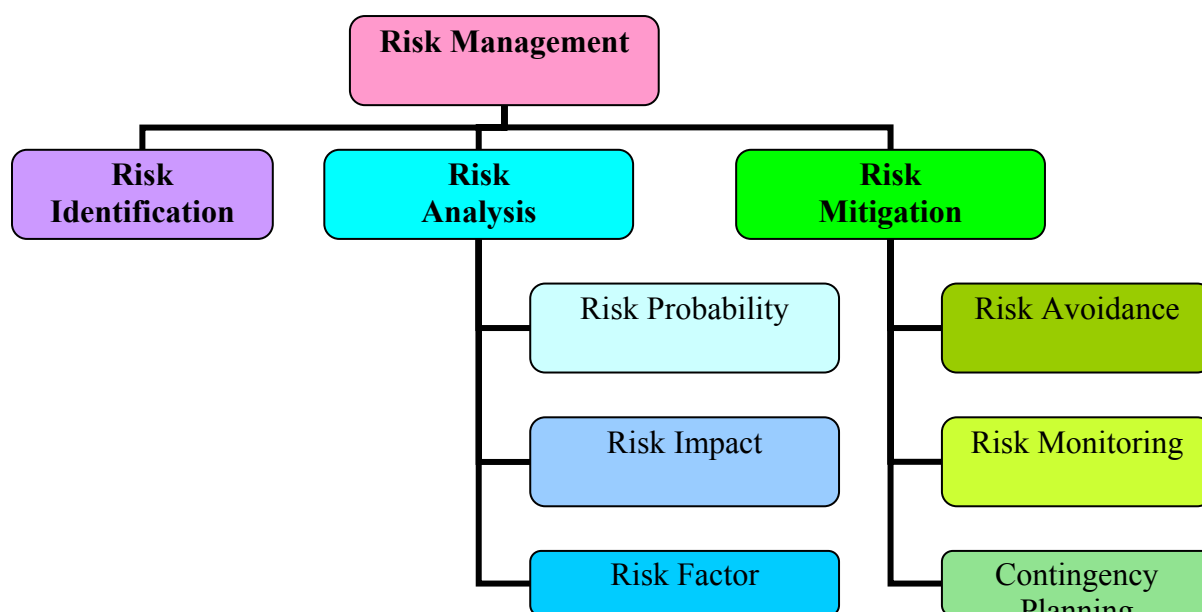 Risk Management
Risk
Identification
Risk
Analysis
Risk
Mitigation
Risk Probability
Risk Avoidance
Risk Impact
Risk Monitoring
Risk Factor
Contingency
Planning